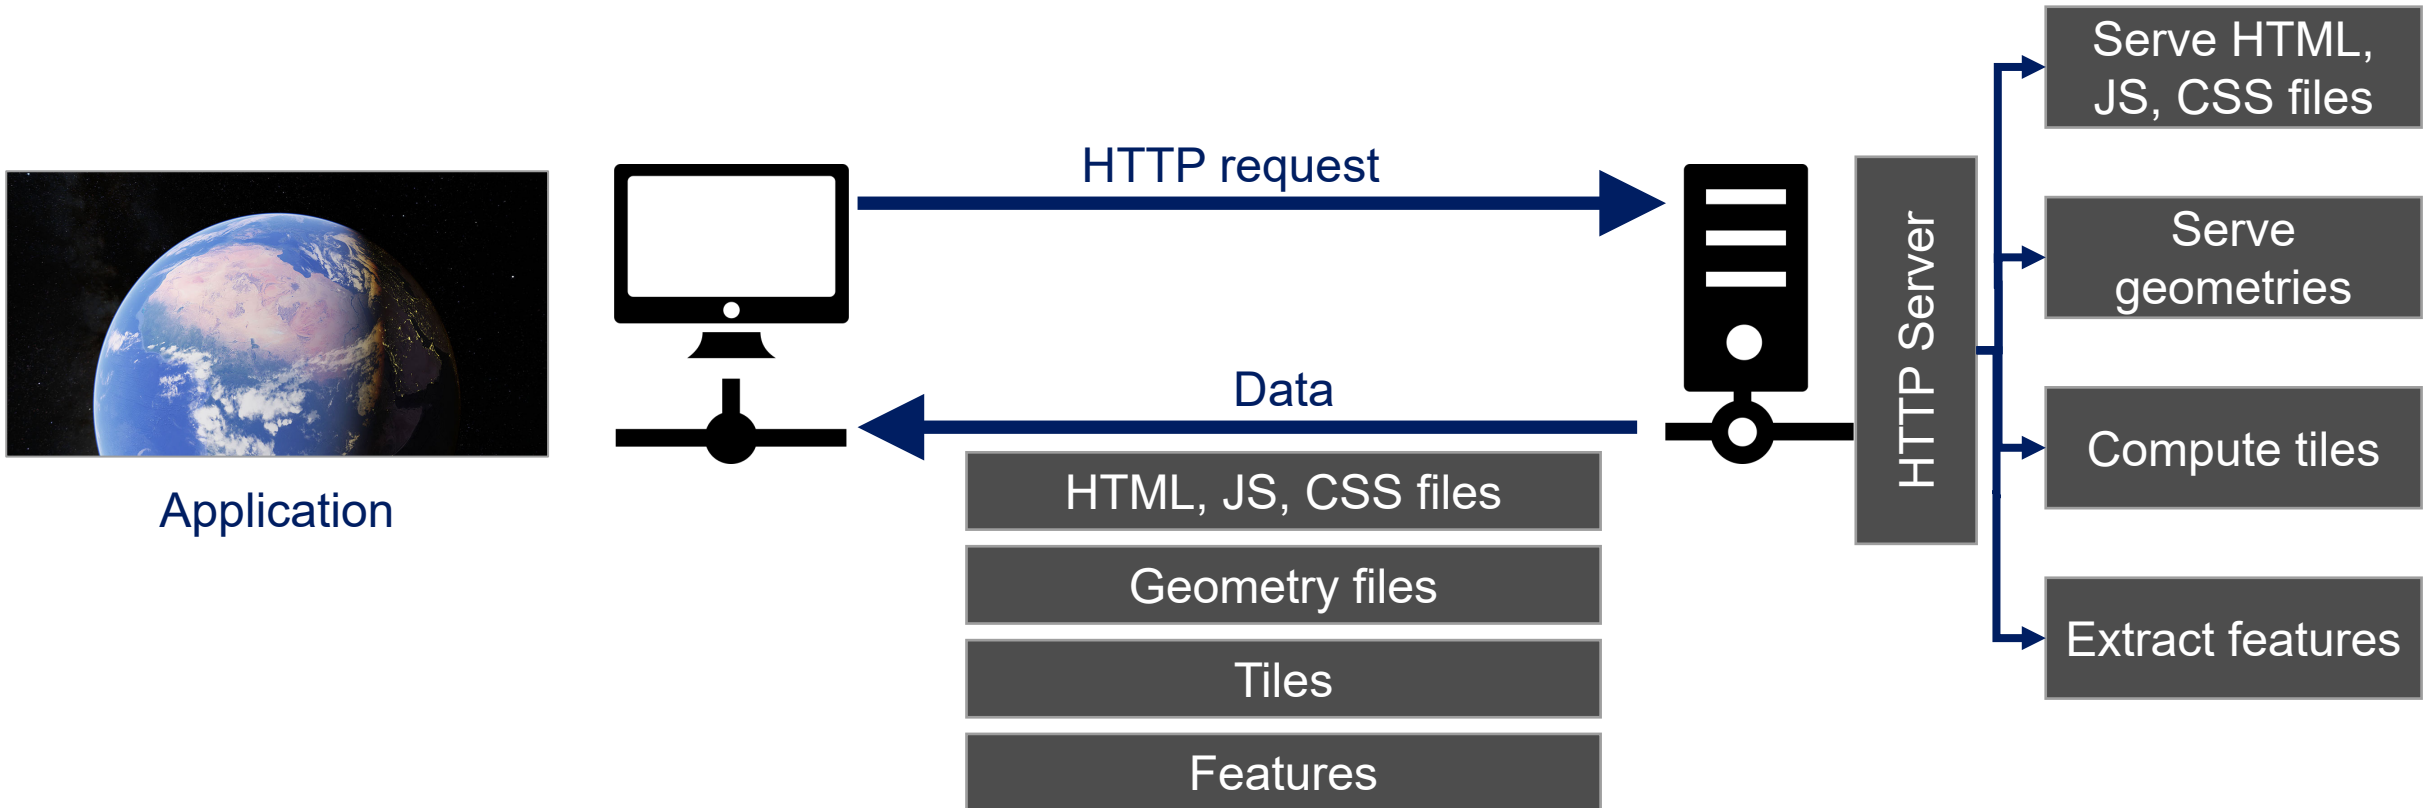 Application
HTTP request
Data
HTML, JS, CSS files
Geometry files
Tiles
Features
HTTP Server
Serve HTML,
JS, CSS files
Serve
geometries
Compute tiles
Extract features